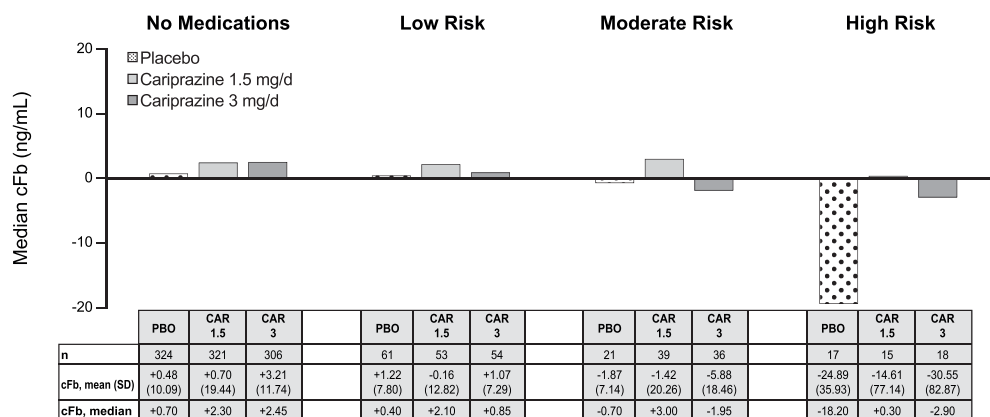 No Medications Low Risk Moderate Risk High Risk
Median cFb (ng/mL)
20
10
0
-10
-20
Placebo
Cariprazine 1.5 mg/d
Cariprazine 3 mg/d
PBO CAR 1.5 CAR 3 PBO CAR 1.5 CAR 3 PBO CAR 1.5 CAR 3 PBO CAR 1.5 CAR 3
n 324 321 306 61 53 54 21 39 36 17 15 18
cFb, mean (SD) +0.48 (10.09) +0.70 (19.44) +3.21 (11.74) +1.22 (7.80) -0.16 (12.82) +1.07 (7.29) -1.87 (7.14) -1.42 (20.26) -5.88 (18.46) -24.89 (35.93) -14.61 (77.14) -30.55 (82.87)
cFb, median +0.70 +2.30 +2.45 +0.40 +2.10 +0.85 -0.70 +3.00 -1.95 -18.20 +0.30 -2.90